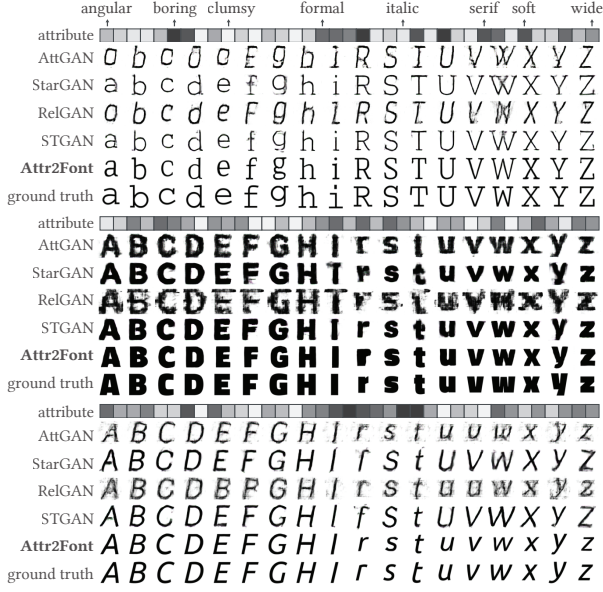 angular boring clumsy formal italic serif soft wide
attribute
AttGAN a b c d e f g h i R S T U V W X Y Z
StarGAN a b c d e f g h i R S T U V W X Y Z
RelGAN a b c d e f g h i R S T U V W X Y Z
STGAN a b c d e f g h i R S T U V W X Y Z
Attr2Font a b c d e f g h i R S T U V W X Y Z
ground truth a b c d e f g h i R S T U V W X Y Z
attribute
AttGAN A B C D E F G H I r s t u v w x y z
StarGAN A B C D E F G H I r s t u v w x y z
RelGAN A B C D E F G H I r s t u v w x y z
STGAN A B C D E F G H I r s t u v w x y z
Attr2Font A B C D E F G H I r s t u v w x y z
ground truth A B C D E F G H I r s t u v w x y z
attribute
AttGAN A B C D E F G H I r s t u v w x y z
StarGAN A B C D E F G H I r s t u v w x y z
RelGAN A B C D E F G H I r s t u v w x y z
STGAN A B C D E F G H I r s t u v w x y z
Attr2Font A B C D E F G H I r s t u v w x y z
ground truth A B C D E F G H I r s t u v w x y z